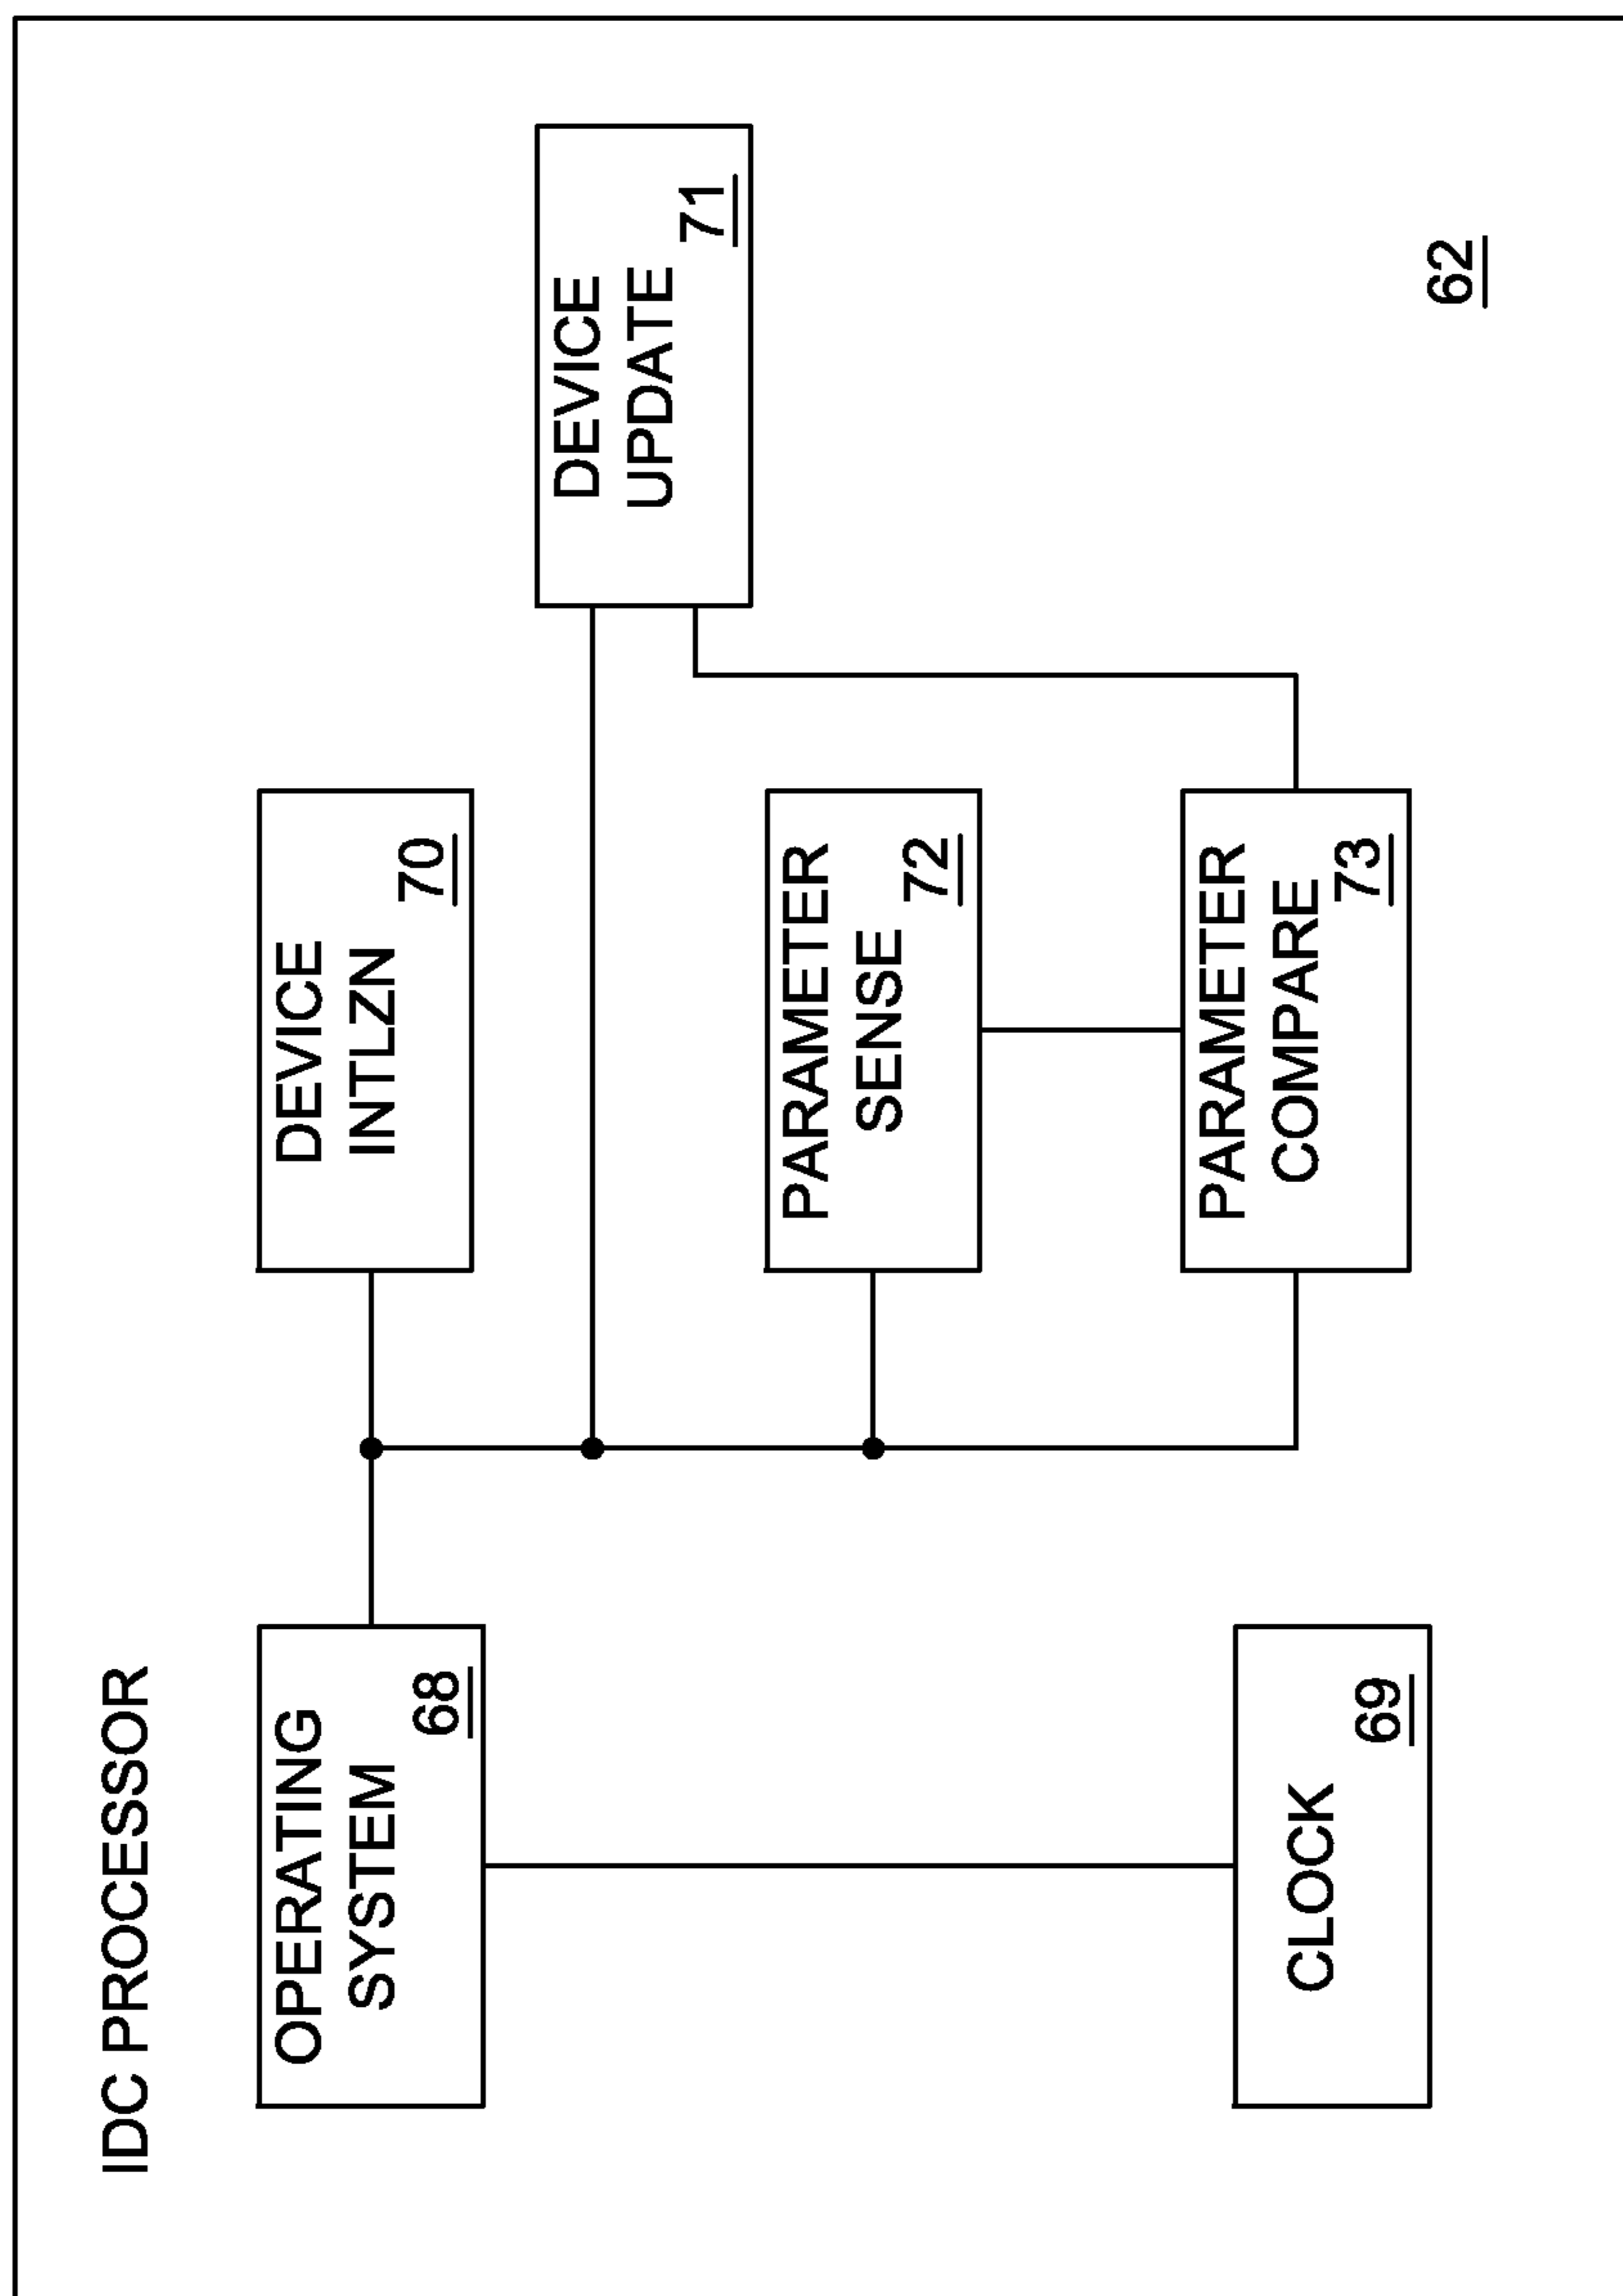 IDC PROCESSOR
OPERATING
SYSTEM
68
DEVICE
INTLZN
70
DEVICE
UPDATE
71
PARAMETER
SENSE
72
PARAMETER
COMPARE
73
CLOCK
69
62